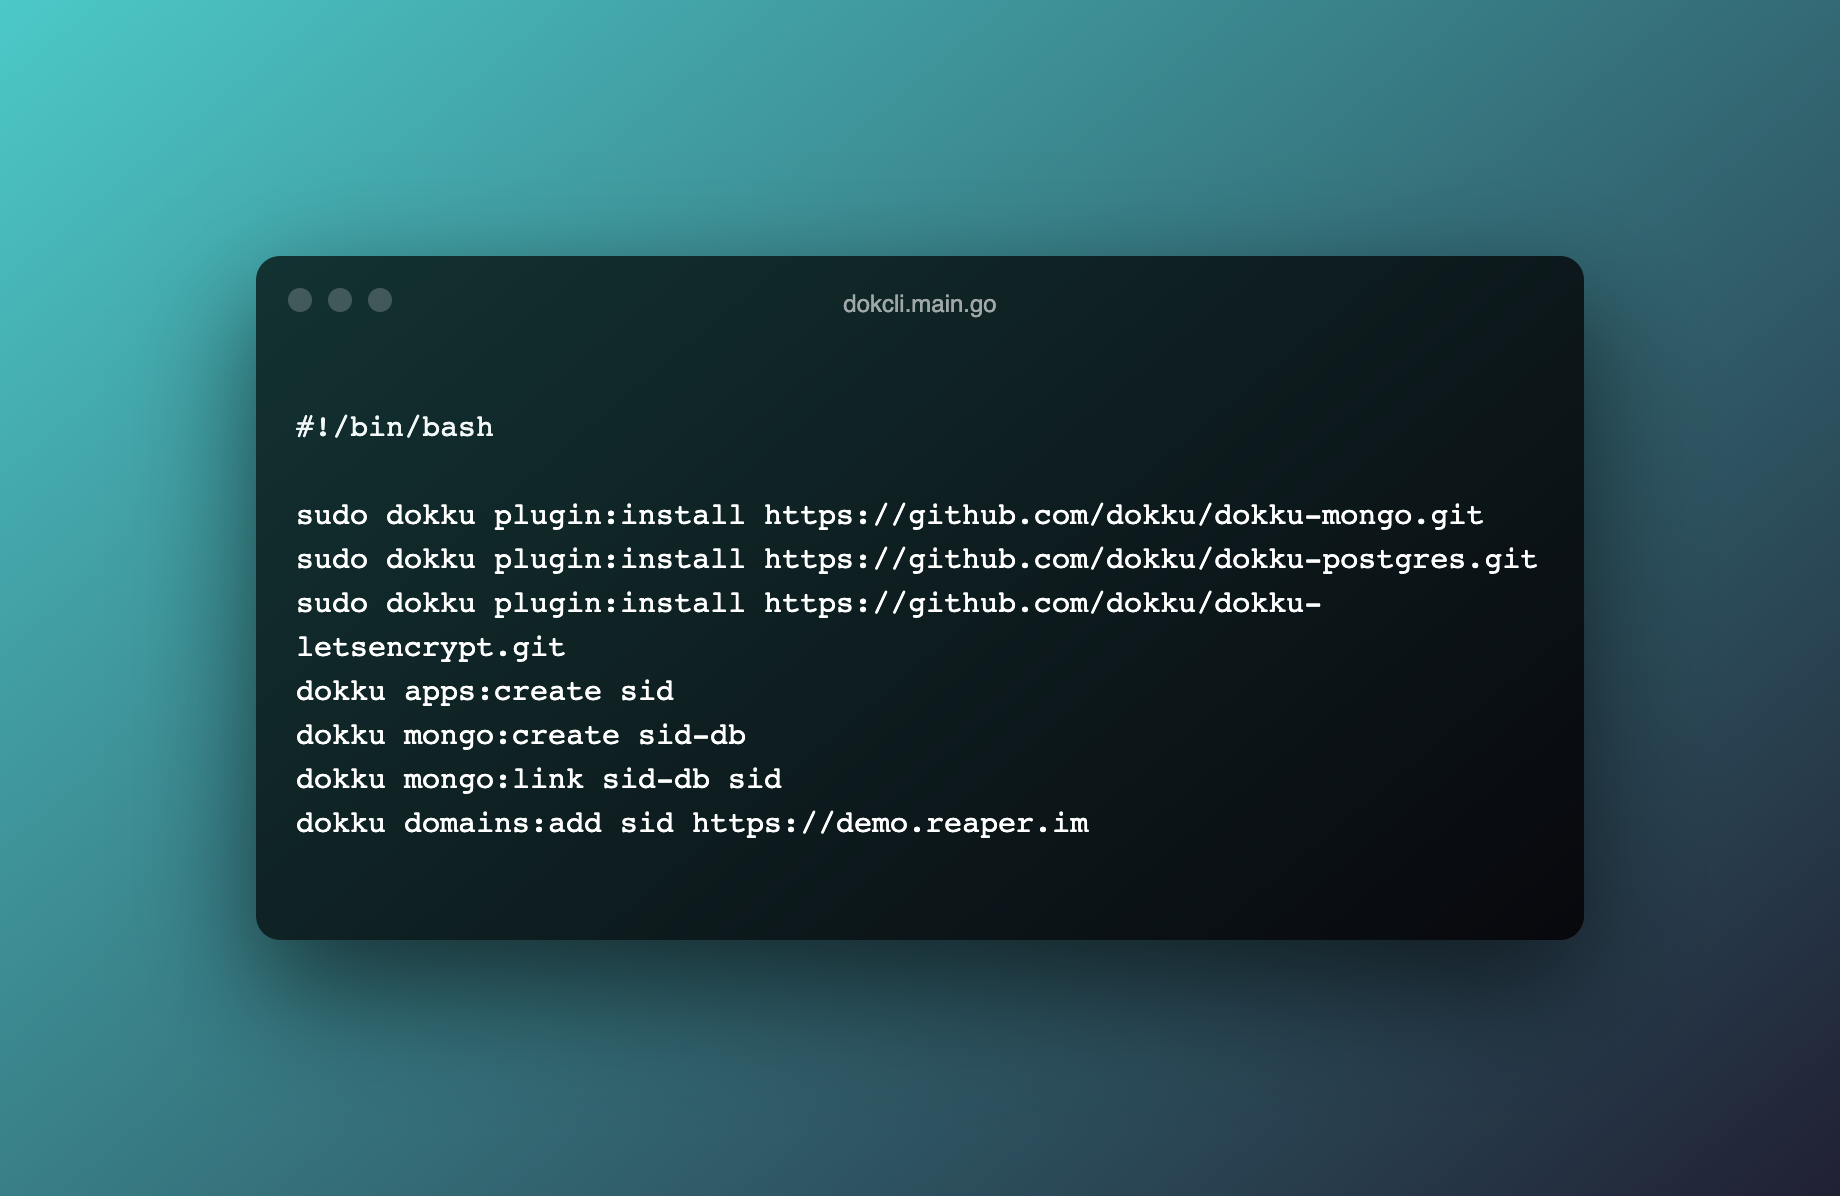 dokcli.main.go
#!/bin/bash
sudo dokku plugin:install https://github.com/dokku/dokku-mongo.git
sudo dokku plugin:install https://github.com/dokku/dokku-postgres.git
sudo dokku plugin:install https://github.com/dokku/dokku-
letsencrypt.git
dokku apps:create sid
dokku mongo:create sid-db
dokku mongo:link sid-db sid
dokku domains:add sid https://demo.reaper.im